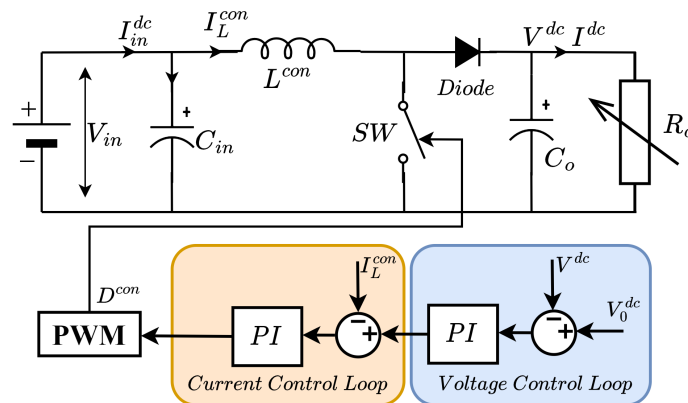 I_in^dc I_L^con V^dc I^dc
L^con Diode
+ V_in + C_in SW + C_o R_o
−
I_L^con V^dc
D^con − − V_0^dc
PWM PI + PI +
Current Control Loop Voltage Control Loop